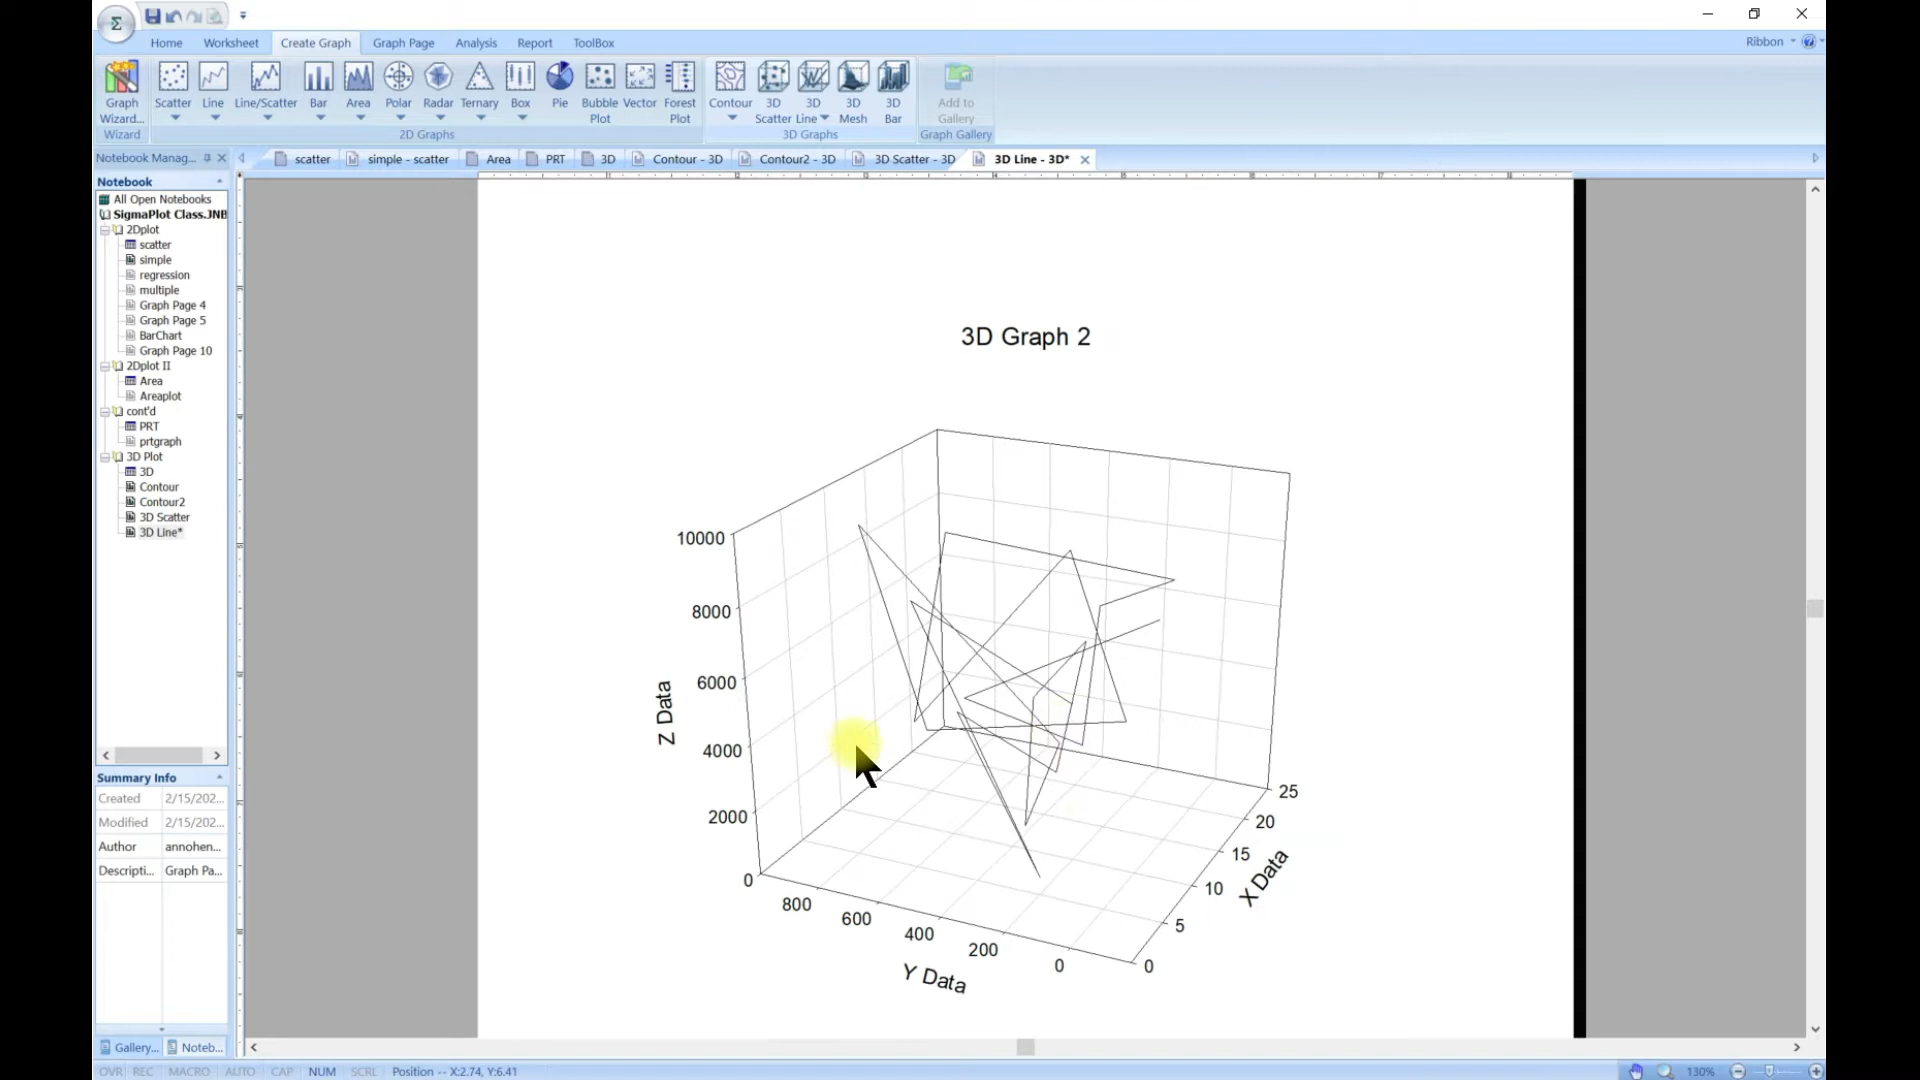 Home Worksheet Create Graph Graph Page Analysis Report ToolBox Ribbon
Graph Wizard...
Scatter
Line
Line/Scatter
Bar
Area
Polar
Radar
Ternary
Box
Pie
Bubble Plot
Vector
Forest Plot
Contour
3D Scatter
3D Line
3D Mesh
3D Bar
Add to Gallery
Wizard 2D Graphs 3D Graphs Graph Gallery
Notebook Manag...
scatter simple - scatter Area PRT 3D Contour - 3D Contour2 - 3D 3D Scatter - 3D 3D Line - 3D*
Notebook
All Open Notebooks
SigmaPlot Class.JNB
2Dplot
scatter
simple
regression
multiple
Graph Page 4
Graph Page 5
BarChart
Graph Page 10
2Dplot II
Area
Areaplot
cont'd
PRT
prtgraph
3D Plot
3D
Contour
Contour2
3D Scatter
3D Line*
Summary Info
Created 2/15/202...
Modified 2/15/202...
Author annohen...
Descripti... Graph Pa...
Gallery... Noteb...
3D Graph 2
10000
8000
6000
4000
2000
0
Z Data
800
600
400
200
0
Y Data
25
20
15
10
5
0
X Data
OVR REC MACRO AUTO CAP NUM SCRL Position -- X:2.74, Y:6.41 130%